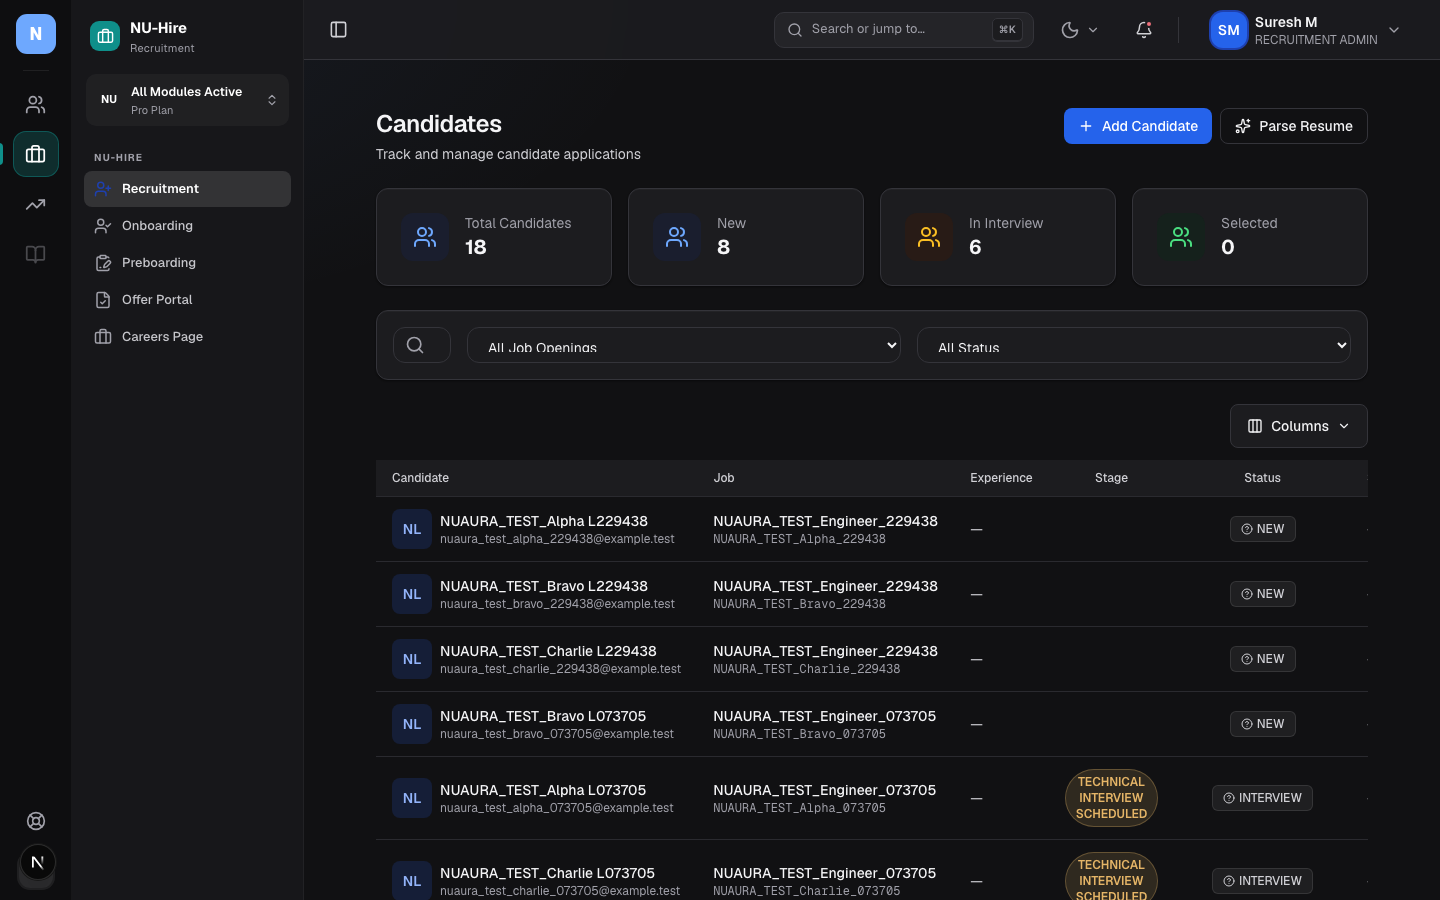 N
NU-Hire
Recruitment
NU
All Modules Active
Pro Plan
NU-HIRE
Recruitment
Onboarding
Preboarding
Offer Portal
Careers Page
N
Search or jump to...
⌘K
SM
Suresh M
RECRUITMENT ADMIN
Candidates
Track and manage candidate applications
Add Candidate
Parse Resume
Total Candidates
18
New
8
In Interview
6
Selected
0
All Job Openings
All Status
Columns
Candidate Job Experience Stage Status
NL NUAURA_TEST_Alpha L229438 NUAURA_TEST_Engineer_229438 — NEW
nuaura_test_alpha_229438@example.test NUAURA_TEST_Alpha_229438
NL NUAURA_TEST_Bravo L229438 NUAURA_TEST_Engineer_229438 — NEW
nuaura_test_bravo_229438@example.test NUAURA_TEST_Bravo_229438
NL NUAURA_TEST_Charlie L229438 NUAURA_TEST_Engineer_229438 — NEW
nuaura_test_charlie_229438@example.test NUAURA_TEST_Charlie_229438
NL NUAURA_TEST_Bravo L073705 NUAURA_TEST_Engineer_073705 — NEW
nuaura_test_bravo_073705@example.test NUAURA_TEST_Bravo_073705
NL NUAURA_TEST_Alpha L073705 NUAURA_TEST_Engineer_073705 — TECHNICAL INTERVIEW SCHEDULED INTERVIEW
nuaura_test_alpha_073705@example.test NUAURA_TEST_Alpha_073705
NL NUAURA_TEST_Charlie L073705 NUAURA_TEST_Engineer_073705 — TECHNICAL INTERVIEW SCHEDULED INTERVIEW
nuaura_test_charlie_073705@example.test NUAURA_TEST_Charlie_073705